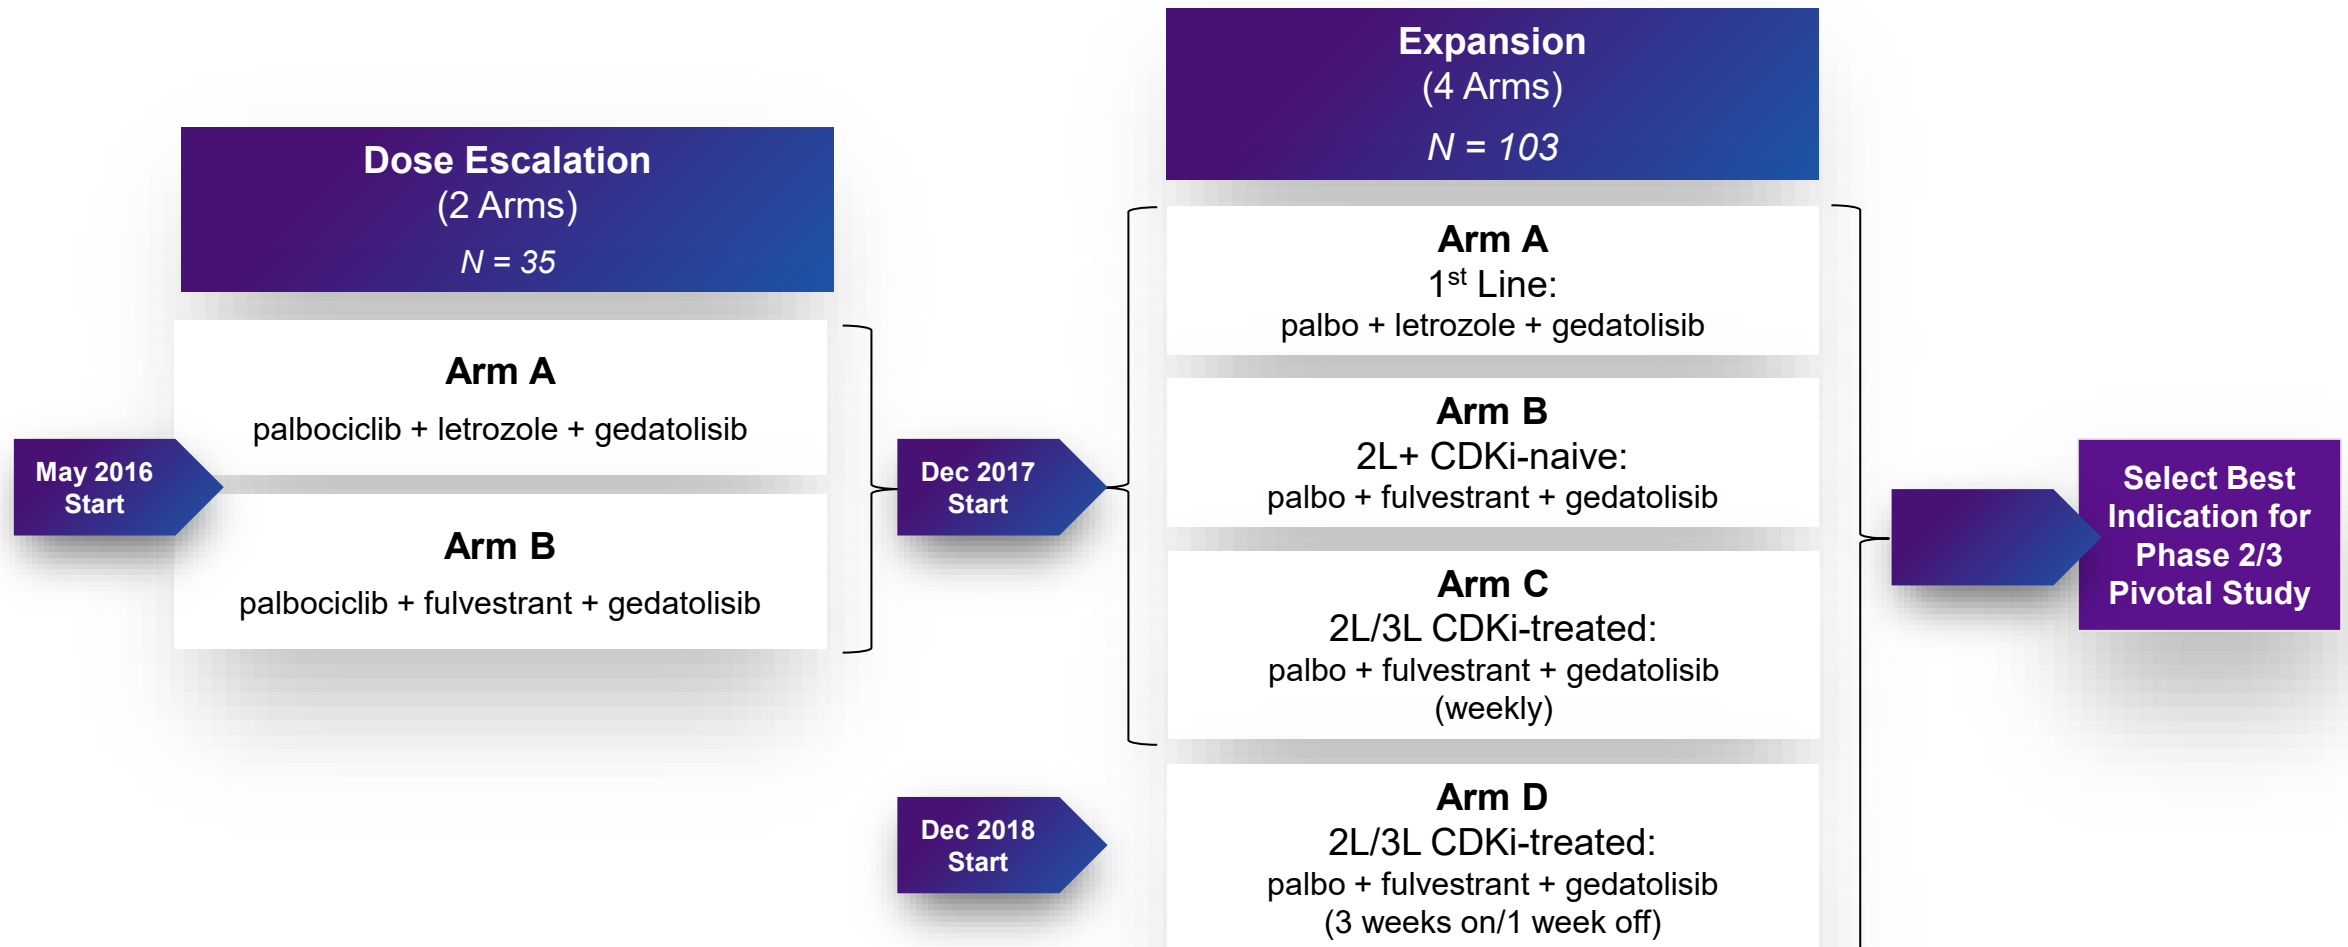 Dose Escalation
(2 Arms)
N = 35
May 2016
Start
Arm A
palbociclib + letrozole + gedatolisib
Arm B
palbociclib + fulvestrant + gedatolisib
Dec 2017
Start
Dec 2018
Start
Expansion
(4 Arms)
N = 103
Arm A
1st Line:
palbo + letrozole + gedatolisib
Arm B
2L+ CDKi-naive:
palbo + fulvestrant + gedatolisib
Arm C
2L/3L CDKi-treated:
palbo + fulvestrant + gedatolisib
(weekly)
Arm D
2L/3L CDKi-treated:
palbo + fulvestrant + gedatolisib
(3 weeks on/1 week off)
Select Best
Indication for
Phase 2/3
Pivotal Study